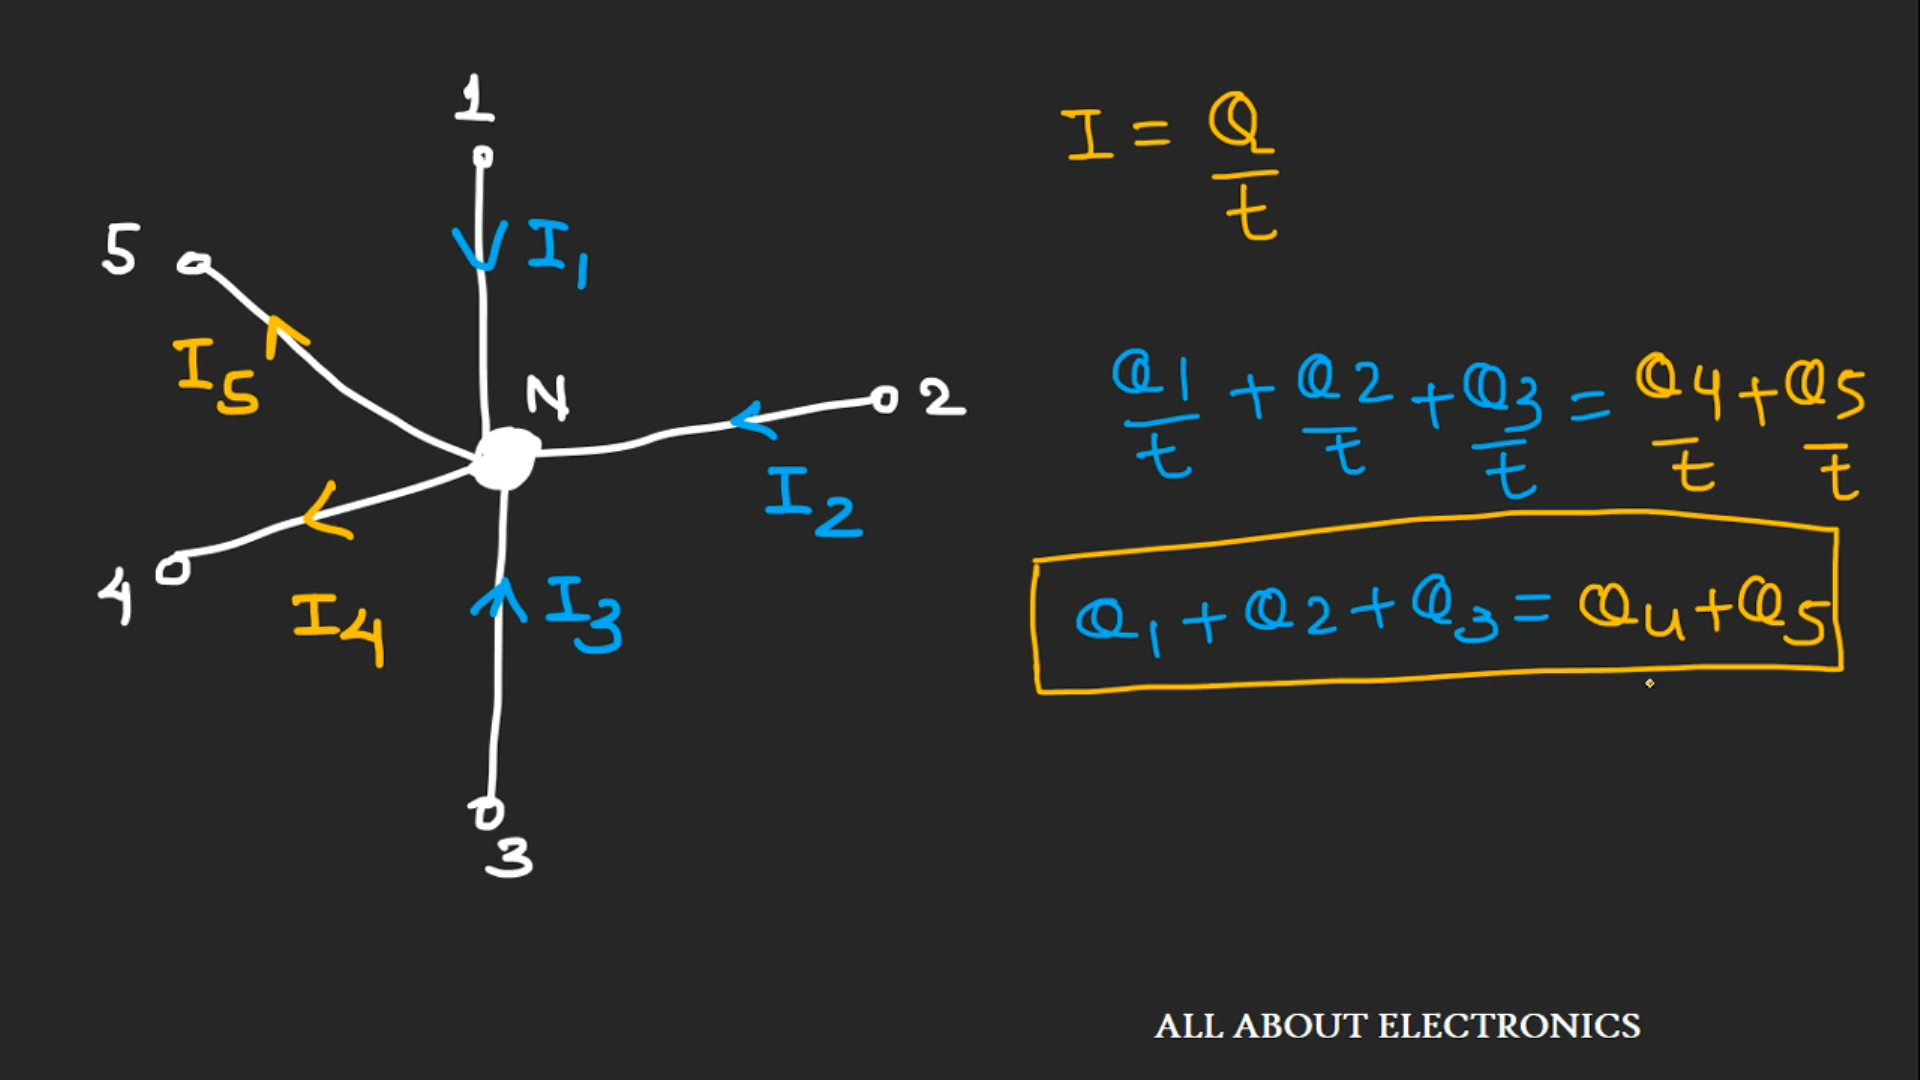 1
5
I₁
I₅
N
2
I₂
4
I₄
I₃
3
I = Q/t
Q1/t + Q2/t + Q3/t = Q4/t + Q5/t
Q₁ + Q₂ + Q₃ = Q₄ + Q₅
ALL ABOUT ELECTRONICS